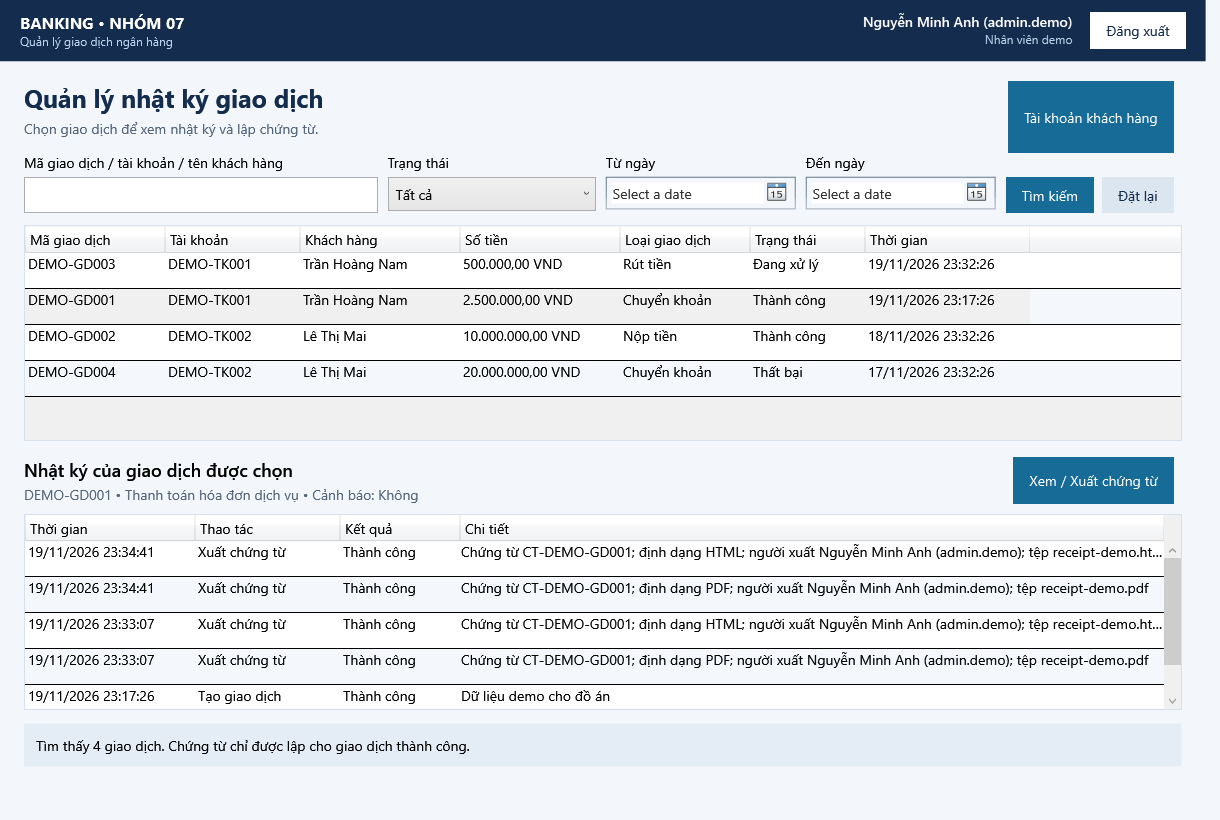 BANKING • NHÓM 07
Quản lý giao dịch ngân hàng
Nguyễn Minh Anh (admin.demo)
Nhân viên demo
Đăng xuất
Quản lý nhật ký giao dịch
Chọn giao dịch để xem nhật ký và lập chứng từ.
Tài khoản khách hàng
Mã giao dịch / tài khoản / tên khách hàng Trạng thái Từ ngày Đến ngày
Tất cả Select a date 15 Select a date 15 Tìm kiếm Đặt lại
Mã giao dịch Tài khoản Khách hàng Số tiền Loại giao dịch Trạng thái Thời gian
DEMO-GD003 DEMO-TK001 Trần Hoàng Nam 500.000,00 VND Rút tiền Đang xử lý 19/11/2026 23:32:26
DEMO-GD001 DEMO-TK001 Trần Hoàng Nam 2.500.000,00 VND Chuyển khoản Thành công 19/11/2026 23:17:26
DEMO-GD002 DEMO-TK002 Lê Thị Mai 10.000.000,00 VND Nộp tiền Thành công 18/11/2026 23:32:26
DEMO-GD004 DEMO-TK002 Lê Thị Mai 20.000.000,00 VND Chuyển khoản Thất bại 17/11/2026 23:32:26
Nhật ký của giao dịch được chọn
DEMO-GD001 • Thanh toán hóa đơn dịch vụ • Cảnh báo: Không
Xem / Xuất chứng từ
Thời gian Thao tác Kết quả Chi tiết
19/11/2026 23:34:41 Xuất chứng từ Thành công Chứng từ CT-DEMO-GD001; định dạng HTML; người xuất Nguyễn Minh Anh (admin.demo); tệp receipt-demo.ht...
19/11/2026 23:34:41 Xuất chứng từ Thành công Chứng từ CT-DEMO-GD001; định dạng PDF; người xuất Nguyễn Minh Anh (admin.demo); tệp receipt-demo.pdf
19/11/2026 23:33:07 Xuất chứng từ Thành công Chứng từ CT-DEMO-GD001; định dạng HTML; người xuất Nguyễn Minh Anh (admin.demo); tệp receipt-demo.ht...
19/11/2026 23:33:07 Xuất chứng từ Thành công Chứng từ CT-DEMO-GD001; định dạng PDF; người xuất Nguyễn Minh Anh (admin.demo); tệp receipt-demo.pdf
19/11/2026 23:17:26 Tạo giao dịch Thành công Dữ liệu demo cho đồ án
Tìm thấy 4 giao dịch. Chứng từ chỉ được lập cho giao dịch thành công.